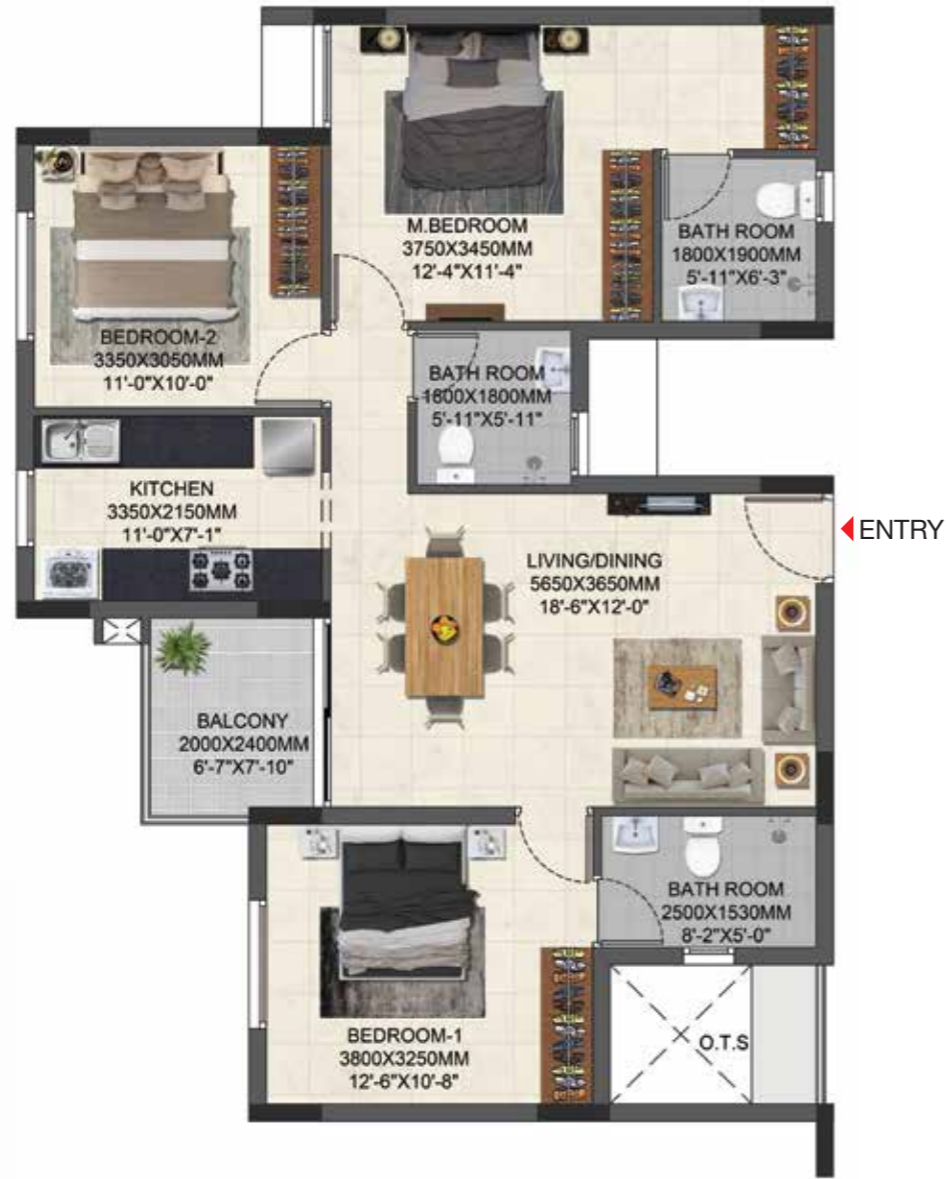 M.BEDROOM
3750X3450MM
12'-4"X11'-4"
BATH ROOM
1800X1900MM
5'-11"X6'-3"
BEDROOM-2
3350X3050MM
11'-0"X10'-0"
BATH ROOM
1800X1800MM
5'-11"X5'-11"
KITCHEN
3350X2150MM
11'-0"X7'-1"
ENTRY
LIVING/DINING
5650X3650MM
18'-6"X12'-0"
BALCONY
2000X2400MM
6'-7"X7'-10"
BATH ROOM
2500X1530MM
8'-2"X5'-0"
BEDROOM-1
3800X3250MM
12'-6"X10'-8"
O.T.S